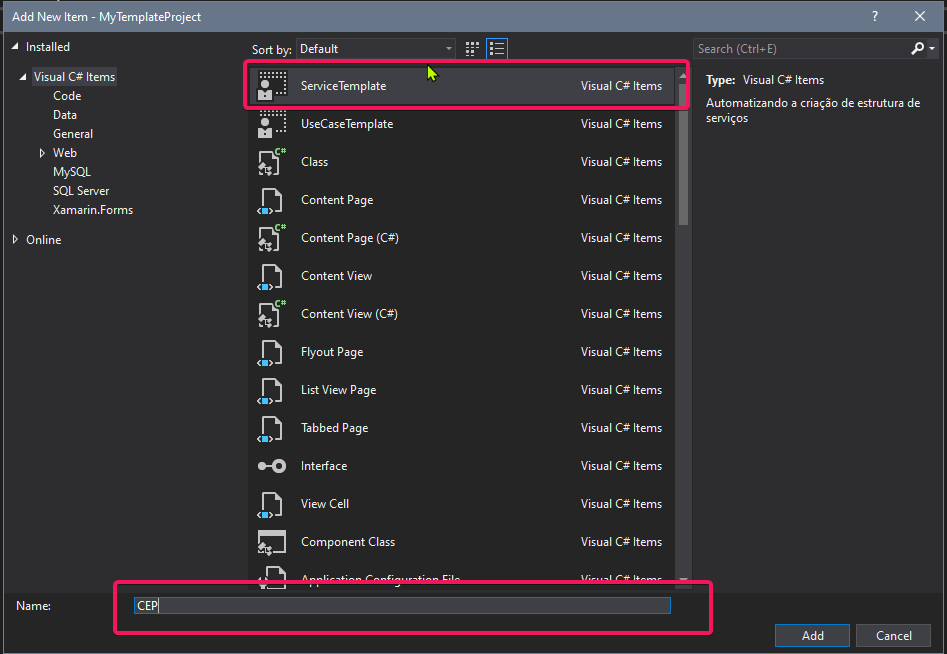 Add New Item - MyTemplateProject
?
Installed
Sort by: Default
Search (Ctrl+E)
Visual C# Items
Code
Data
General
Web
MySQL
SQL Server
Xamarin.Forms
Online
ServiceTemplate Visual C# Items
UseCaseTemplate Visual C# Items
C#
Class Visual C# Items
Content Page Visual C# Items
C#
Content Page (C#) Visual C# Items
Content View Visual C# Items
C#
Content View (C#) Visual C# Items
Flyout Page Visual C# Items
List View Page Visual C# Items
Tabbed Page Visual C# Items
Interface Visual C# Items
View Cell Visual C# Items
Component Class Visual C# Items
Application Configuration File Visual C# Items
Type: Visual C# Items
Automatizando a criação de estrutura de
serviços
Name: CEP
Add Cancel